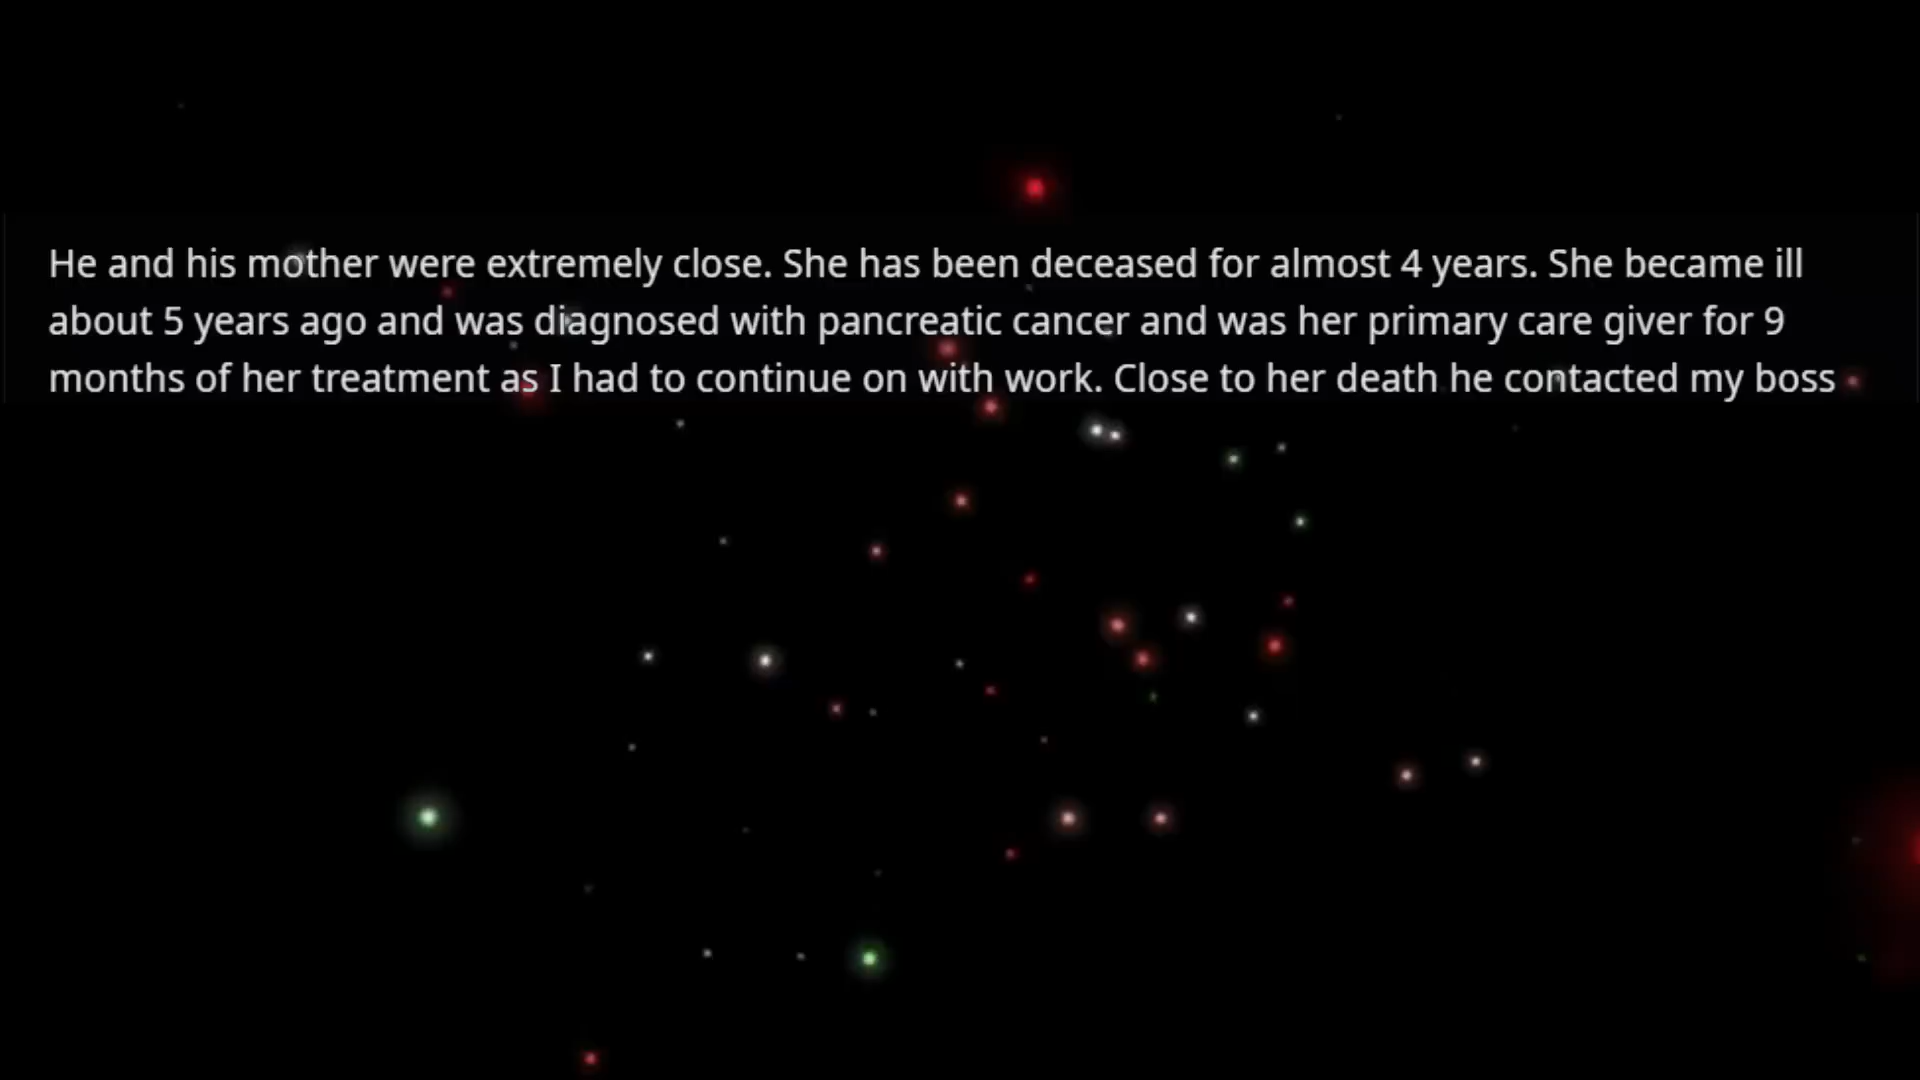 He and his mother were extremely close. She has been deceased for almost 4 years. She became ill
about 5 years ago and was diagnosed with pancreatic cancer and was her primary care giver for 9
months of her treatment as I had to continue on with work. Close to her death he contacted my boss